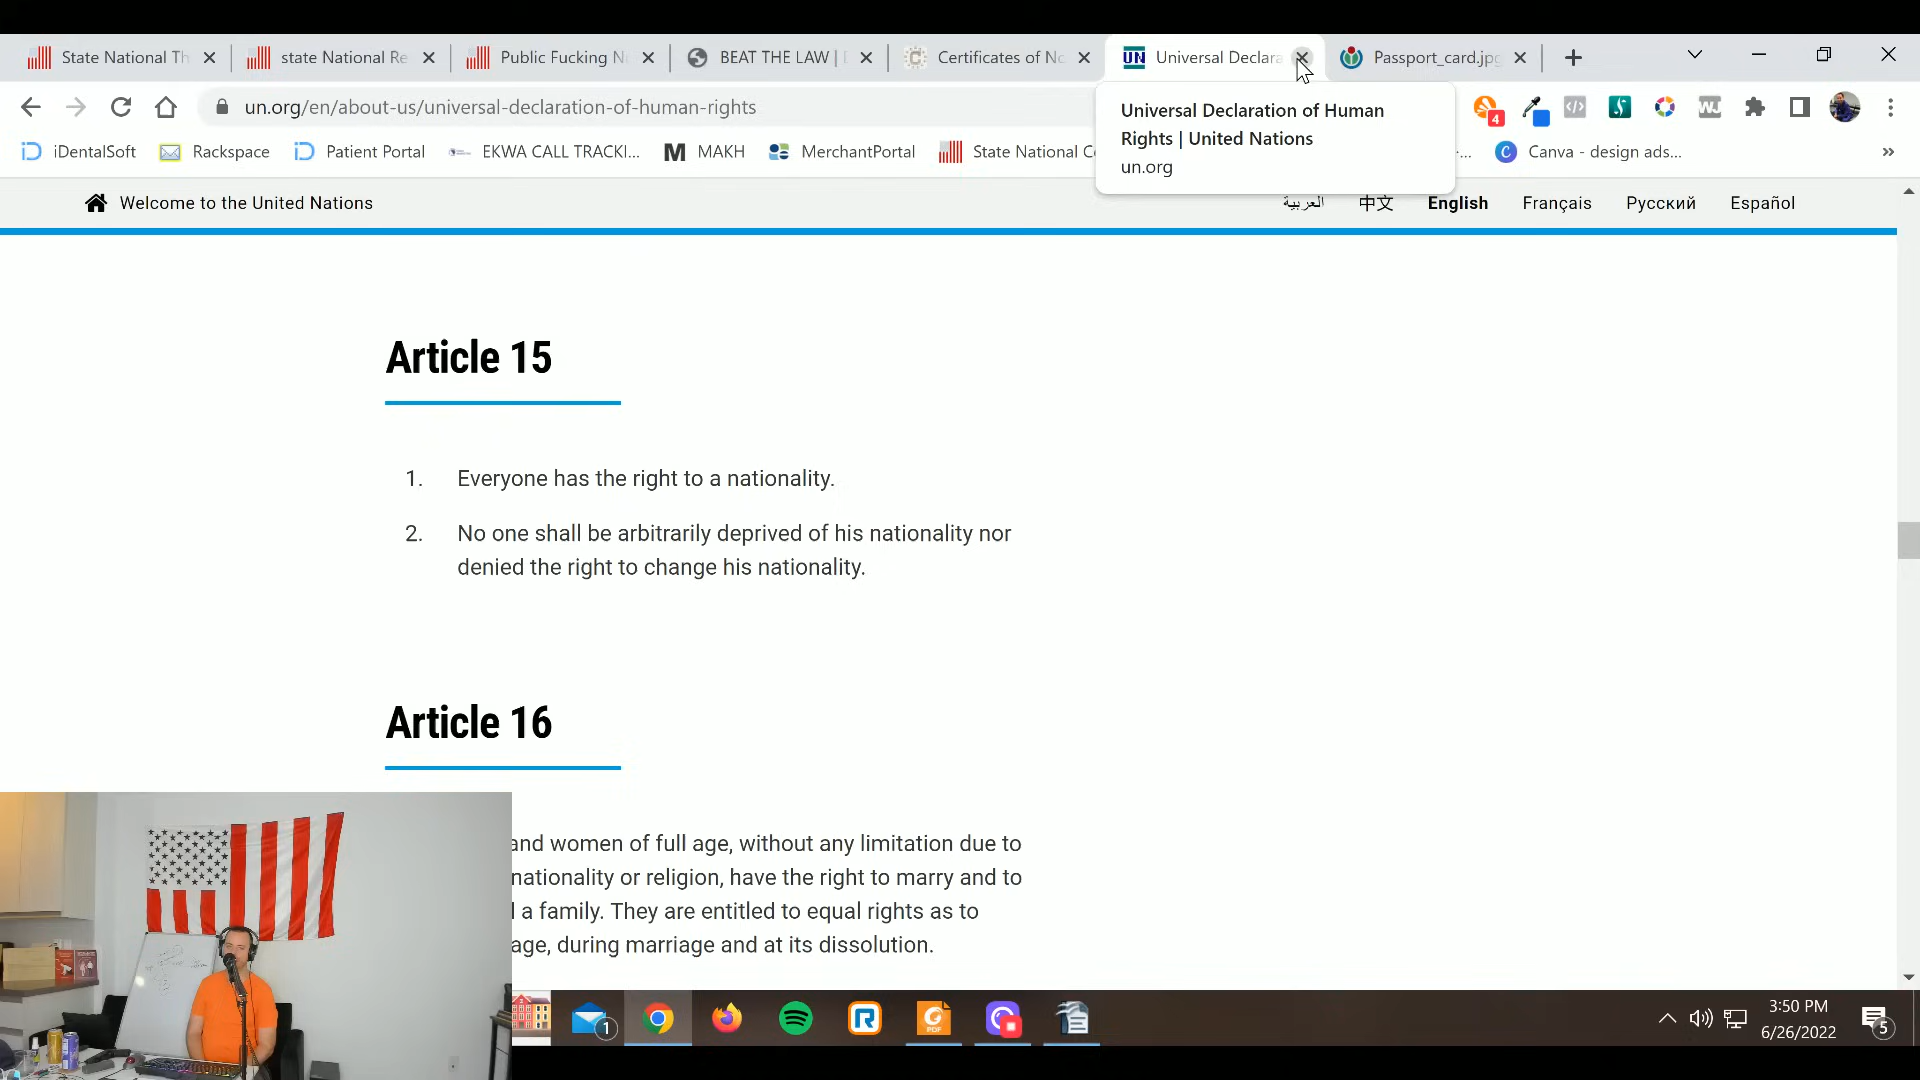 State National Th
state National Re
Public Fucking N
BEAT THE LAW |
Certificates of No
UN Universal Declara
Passport_card.jpg
un.org/en/about-us/universal-declaration-of-human-rights
4
Universal Declaration of Human
Rights | United Nations
un.org
iDentalSoft
Rackspace
Patient Portal
EKWA CALL TRACKI...
MAKH
MerchantPortal
State National Co
Canva - design ads...
Welcome to the United Nations
العربية
中文
English
Français
Русский
Español
Article 15
1. Everyone has the right to a nationality.
2. No one shall be arbitrarily deprived of his nationality nor
denied the right to change his nationality.
Article 16
and women of full age, without any limitation due to
nationality or religion, have the right to marry and to
a family. They are entitled to equal rights as to
age, during marriage and at its dissolution.
1
PDF
3:50 PM
6/26/2022
5